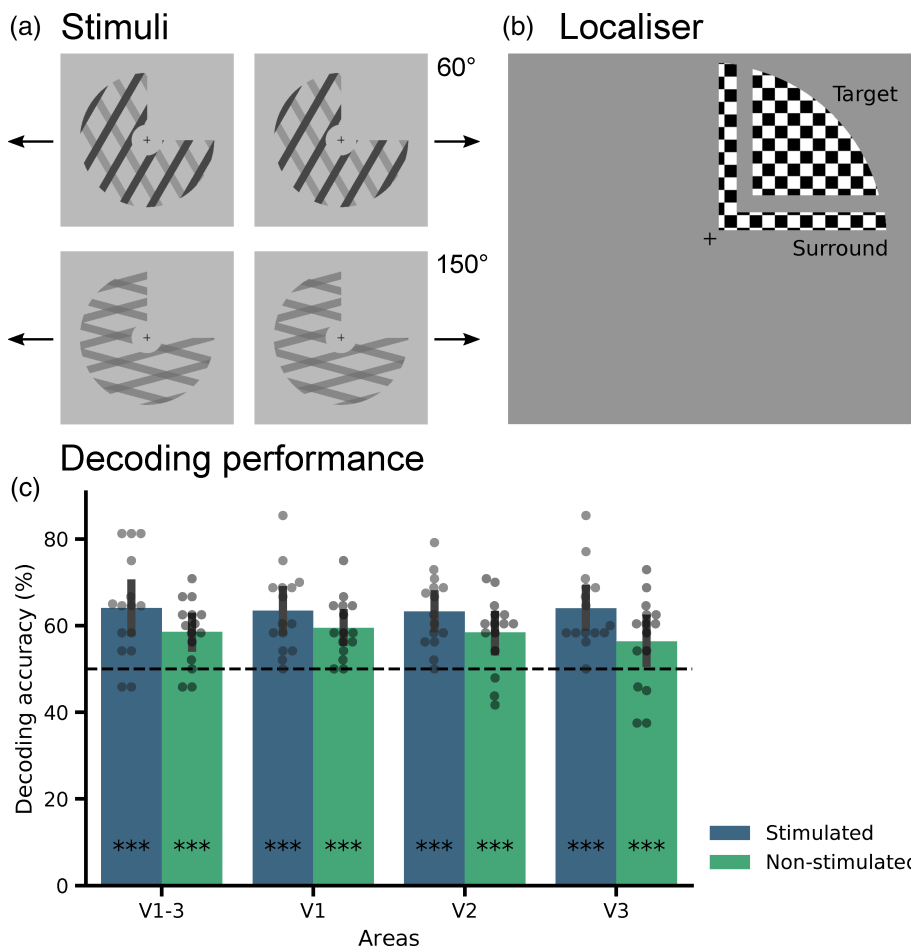 (a) Stimuli
60°
150°
(b) Localiser
Target
Surround
+
Decoding performance
(c)
Decoding accuracy (%)
80
60
40
20
0
*** *** *** *** *** *** *** ***
V1-3 V1 V2 V3
Areas
Stimulated
Non-stimulated